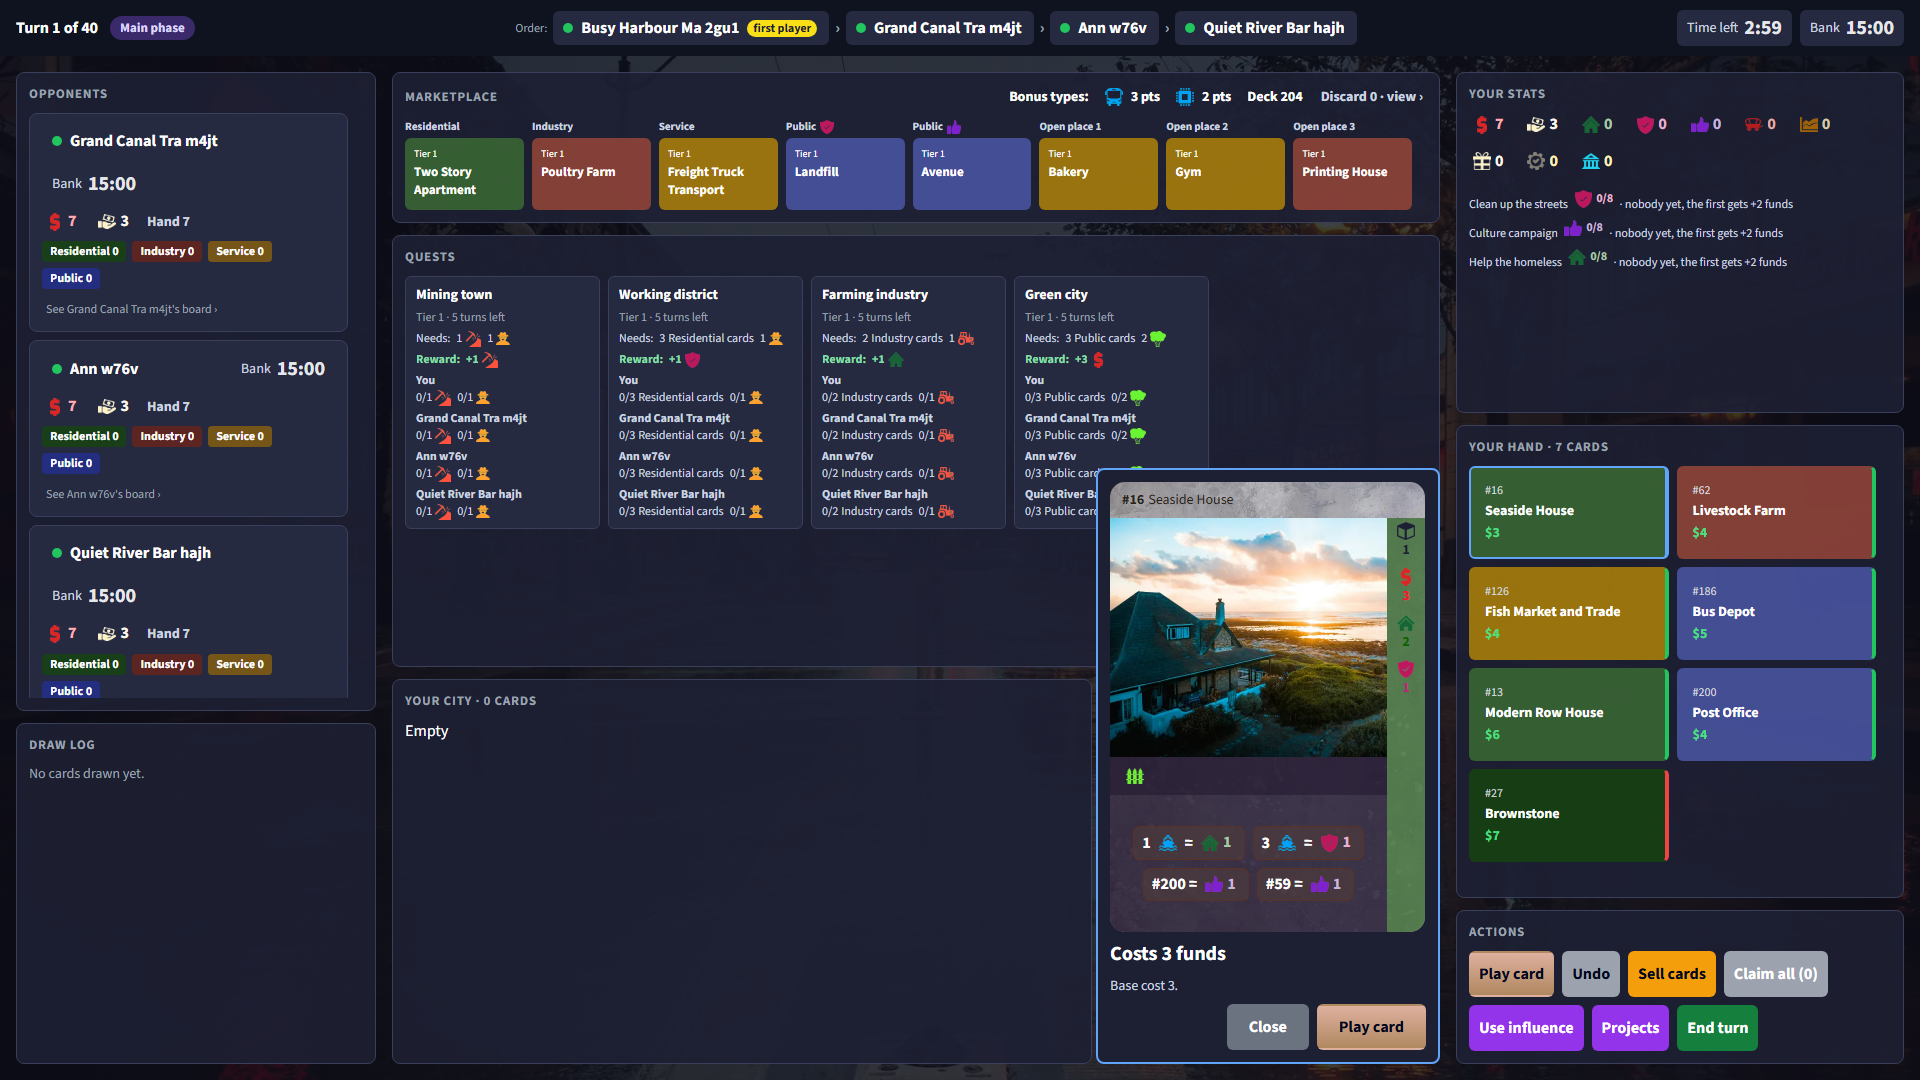 Turn 1 of 40 Main phase
Order: Busy Harbour Ma 2gu1 first player › Grand Canal Tra m4jt › Ann w76v › Quiet River Bar hajh
Time left 2:59 Bank 15:00
OPPONENTS
Grand Canal Tra m4jt
Bank 15:00
7 3 Hand 7
Residential 0 Industry 0 Service 0
Public 0
See Grand Canal Tra m4jt's board ›
Ann w76v Bank 15:00
7 3 Hand 7
Residential 0 Industry 0 Service 0
Public 0
See Ann w76v's board ›
Quiet River Bar hajh
Bank 15:00
7 3 Hand 7
Residential 0 Industry 0 Service 0
Public 0
DRAW LOG
No cards drawn yet.
MARKETPLACE
Bonus types: 3 pts 2 pts Deck 204 Discard 0 · view ›
Residential
Tier 1
Two Story
Apartment
Industry
Tier 1
Poultry Farm
Service
Tier 1
Freight Truck
Transport
Public
Tier 1
Landfill
Public
Tier 1
Avenue
Open place 1
Tier 1
Bakery
Open place 2
Tier 1
Gym
Open place 3
Tier 1
Printing House
QUESTS
Mining town
Tier 1 · 5 turns left
Needs: 1 1
Reward: +1
You
0/1 0/1
Grand Canal Tra m4jt
0/1 0/1
Ann w76v
0/1 0/1
Quiet River Bar hajh
0/1 0/1
Working district
Tier 1 · 5 turns left
Needs: 3 Residential cards 1
Reward: +1
You
0/3 Residential cards 0/1
Grand Canal Tra m4jt
0/3 Residential cards 0/1
Ann w76v
0/3 Residential cards 0/1
Quiet River Bar hajh
0/3 Residential cards 0/1
Farming industry
Tier 1 · 5 turns left
Needs: 2 Industry cards 1
Reward: +1
You
0/2 Industry cards 0/1
Grand Canal Tra m4jt
0/2 Industry cards 0/1
Ann w76v
0/2 Industry cards 0/1
Quiet River Bar hajh
0/2 Industry cards 0/1
Green city
Tier 1 · 5 turns left
Needs: 3 Public cards 2
Reward: +3
You
0/3 Public cards 0/2
Grand Canal Tra m4jt
0/3 Public cards 0/2
Ann w76v
0/3 Public card
Quiet River B
0/3 Public car
YOUR CITY · 0 CARDS
Empty
#16 Seaside House
1
3
2
1
1 = 1 3 = 1
#200 = 1 #59 = 1
Costs 3 funds
Base cost 3.
Close Play card
YOUR STATS
7 3 0 0 0 0 0
0 0 0
Clean up the streets 0/8 · nobody yet, the first gets +2 funds
Culture campaign 0/8 · nobody yet, the first gets +2 funds
Help the homeless 0/8 · nobody yet, the first gets +2 funds
YOUR HAND · 7 CARDS
#16
Seaside House
$3
#62
Livestock Farm
$4
#126
Fish Market and Trade
$4
#186
Bus Depot
$5
#13
Modern Row House
$6
#200
Post Office
$4
#27
Brownstone
$7
ACTIONS
Play card Undo Sell cards Claim all (0)
Use influence Projects End turn